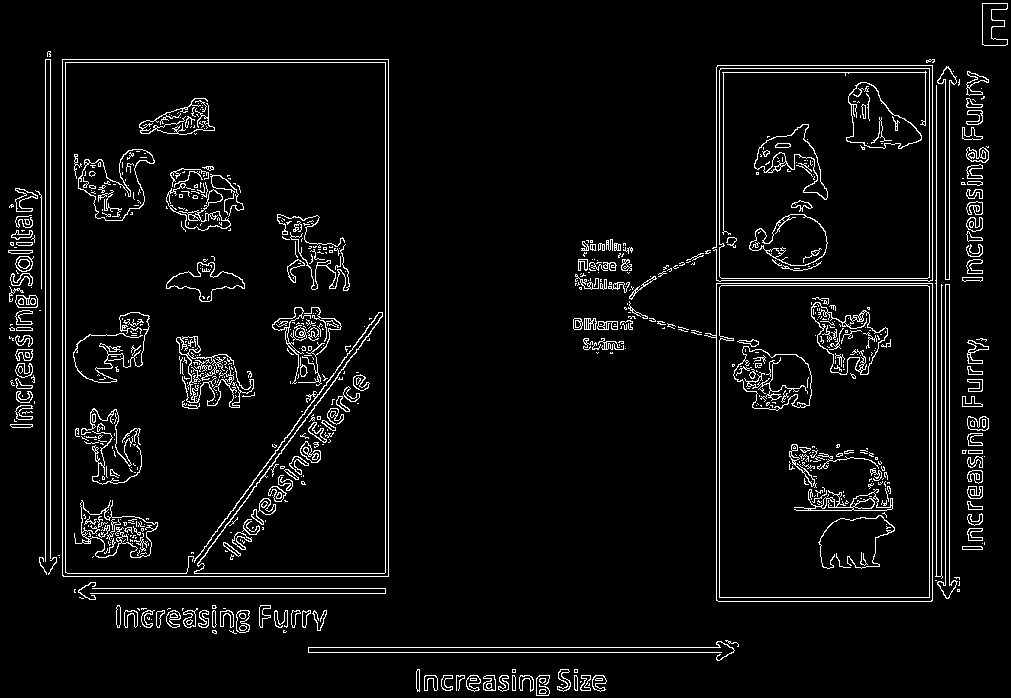 E
Increasing Solitary
Increasing Furry
Increasing Fierce
Similar:
Fierce &
Solitary
Different
Swims
Increasing Furry
Increasing Furry
Increasing Size